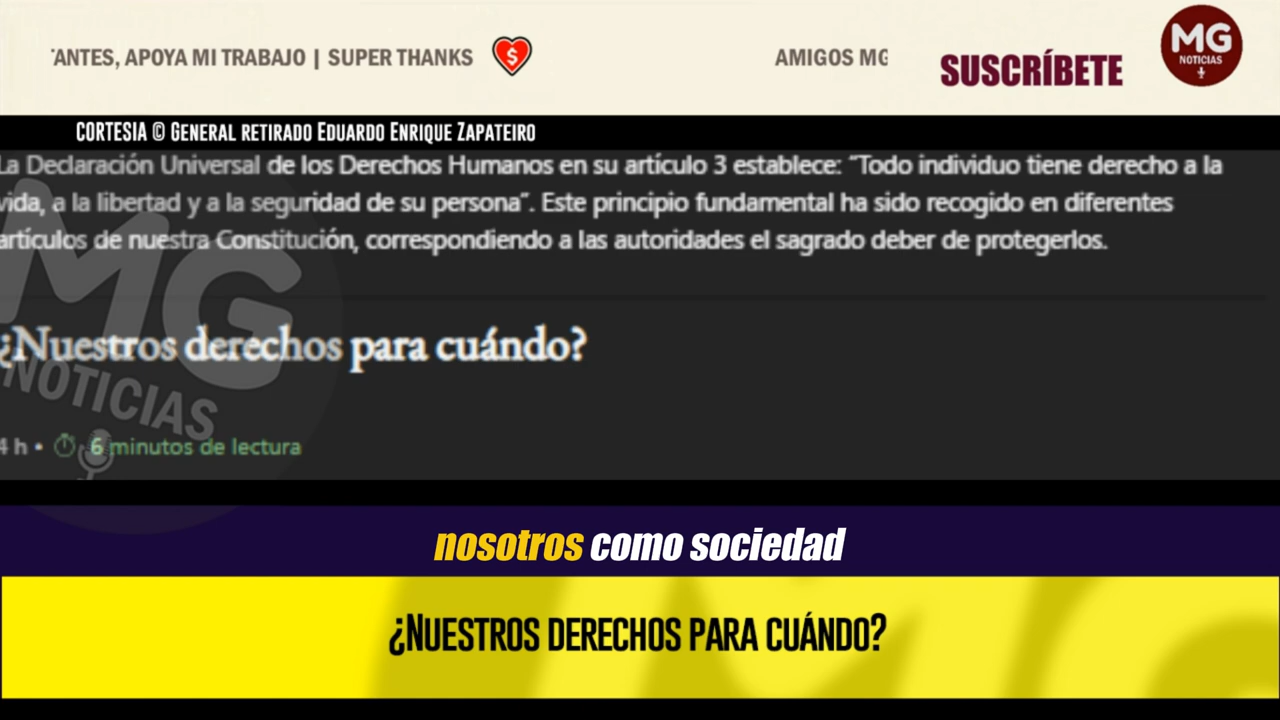 'ANTES, APOYA MI TRABAJO | SUPER THANKS
AMIGOS MG
SUSCRÍBETE
MG
NOTICIAS
CORTESIA © General retirado Eduardo Enrique Zapateiro
La Declaración Universal de los Derechos Humanos en su artículo 3 establece: “Todo individuo tiene derecho a la
vida, a la libertad y a la seguridad de su persona”. Este principio fundamental ha sido recogido en diferentes
artículos de nuestra Constitución, correspondiendo a las autoridades el sagrado deber de protegerlos.
MG
NOTICIAS
¿Nuestros derechos para cuándo?
4 h • 6 minutos de lectura
nosotros como sociedad
¿Nuestros derechos para cuándo?